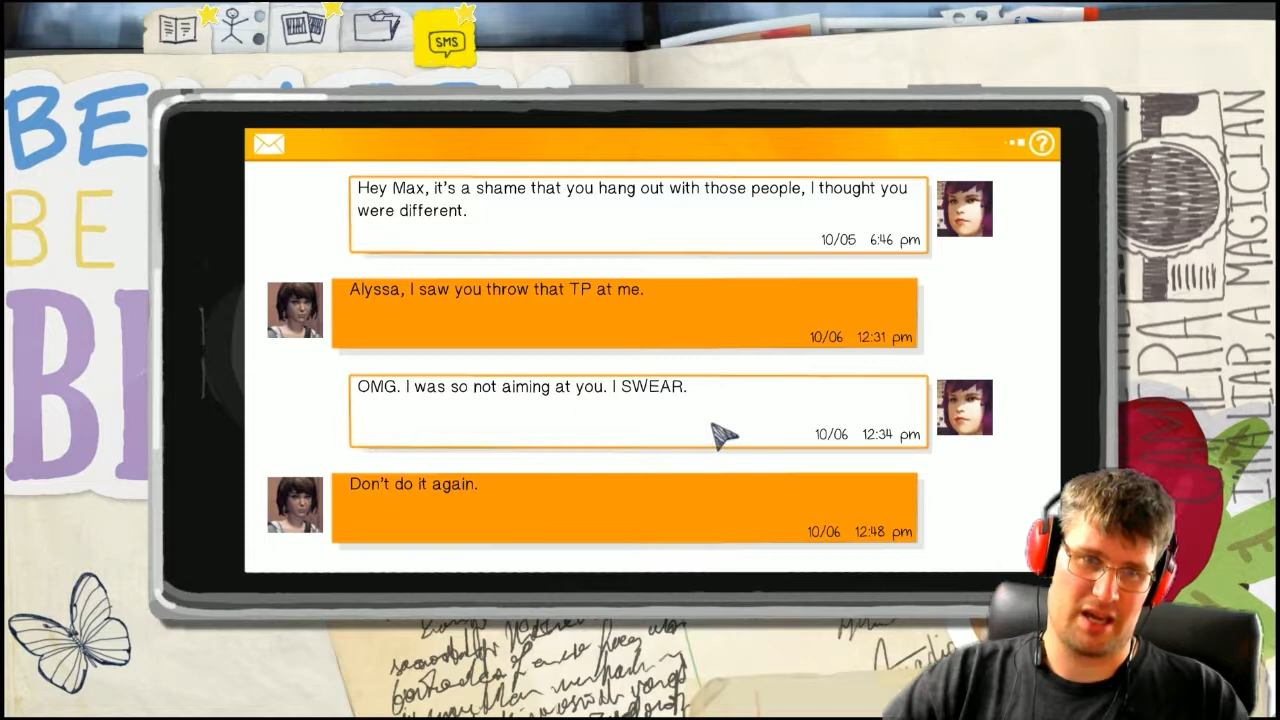 SMS
BE
Hey Max, it's a shame that you hang out with those people, I thought you
were different.
10/05 6:46 pm
Alyssa, I saw you throw that TP at me.
10/06 12:31 pm
OMG. I was so not aiming at you. I SWEAR.
10/06 12:34 pm
Don't do it again.
10/06 12:48 pm
BE
CAMERA
LIAR, A MAGICIAN